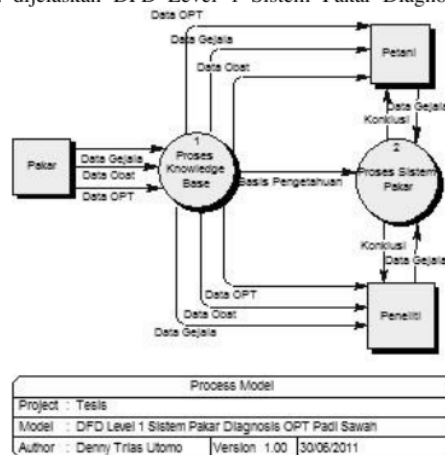 dijelaskan DFD Level 1 Sistem Pakar Diagno
Data OPT
Data Gejala
Data Obat
Petani
Konklusi
Data Gejala
1
Proses
Knowledge
Base
Pakar
Data Gejala
Data Obat
Data OPT
Basis Pengetahuan
2
Proses Sistem
Pakar
Konklusi
Data Gejala
Data OPT
Data Obat
Data Gejala
Peneliti
Process Model
Project : Tesis
Model : DFD Level 1 Sistem Pakar Diagnosis OPT Padi Sawah
Author : Denny Trias Utomo Version 1.00 30/06/2011